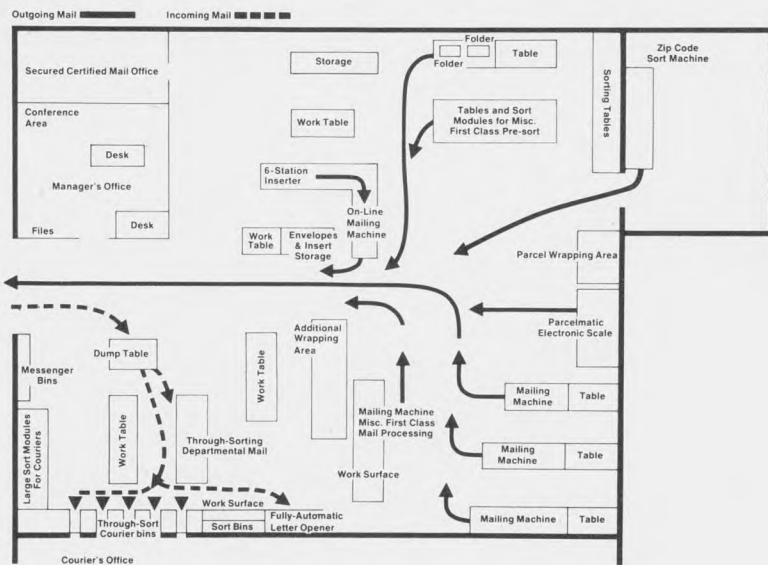 Outgoing Mail
Incoming Mail
Secured Certified Mail Office
Conference
Area
Desk
Manager's Office
Files
Desk
Storage
Work Table
6-Station
Inserter
On-Line
Mailing
Machine
Work
Table
Envelopes
& Insert
Storage
Folder
Folder
Table
Tables and Sort
Modules for Misc.
First Class Pre-sort
Sorting Tables
Zip Code
Sort Machine
Parcel Wrapping Area
Parcelmatic
Electronic Scale
Dump Table
Messenger
Bins
Large Sort Modules
For Couriers
Work Table
Through-Sorting
Departmental Mail
Work Table
Additional
Wrapping
Area
Mailing Machine
Misc. First Class
Mail Processing
Work Surface
Mailing
Machine
Table
Mailing
Machine
Table
Mailing Machine
Table
Through-Sort
Courier bins
Work Surface
Sort Bins
Fully-Automatic
Letter Opener
Courier's Office